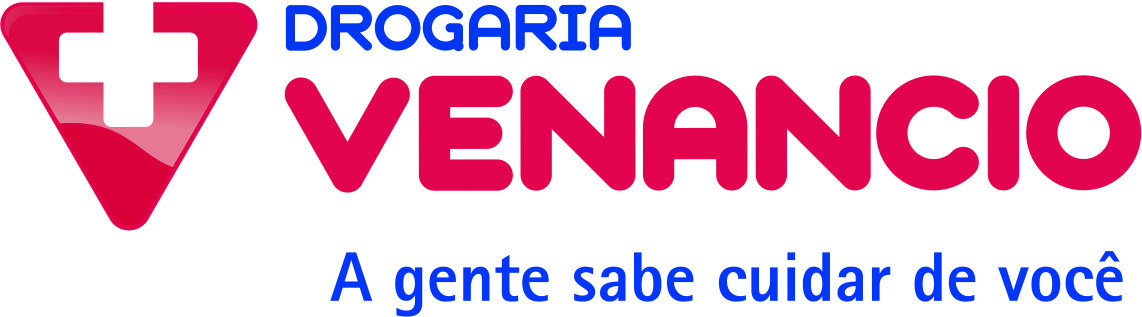 DROGARIA
VENANCIO
A gente sabe cuidar de você